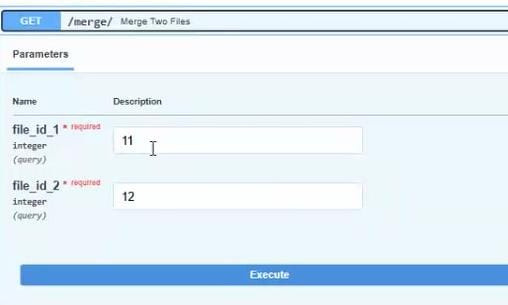 GET /merge/ Merge Two Files
Parameters
Name Description
file_id_1 * required
integer
(query)
11
file_id_2 * required
integer
(query)
12
Execute